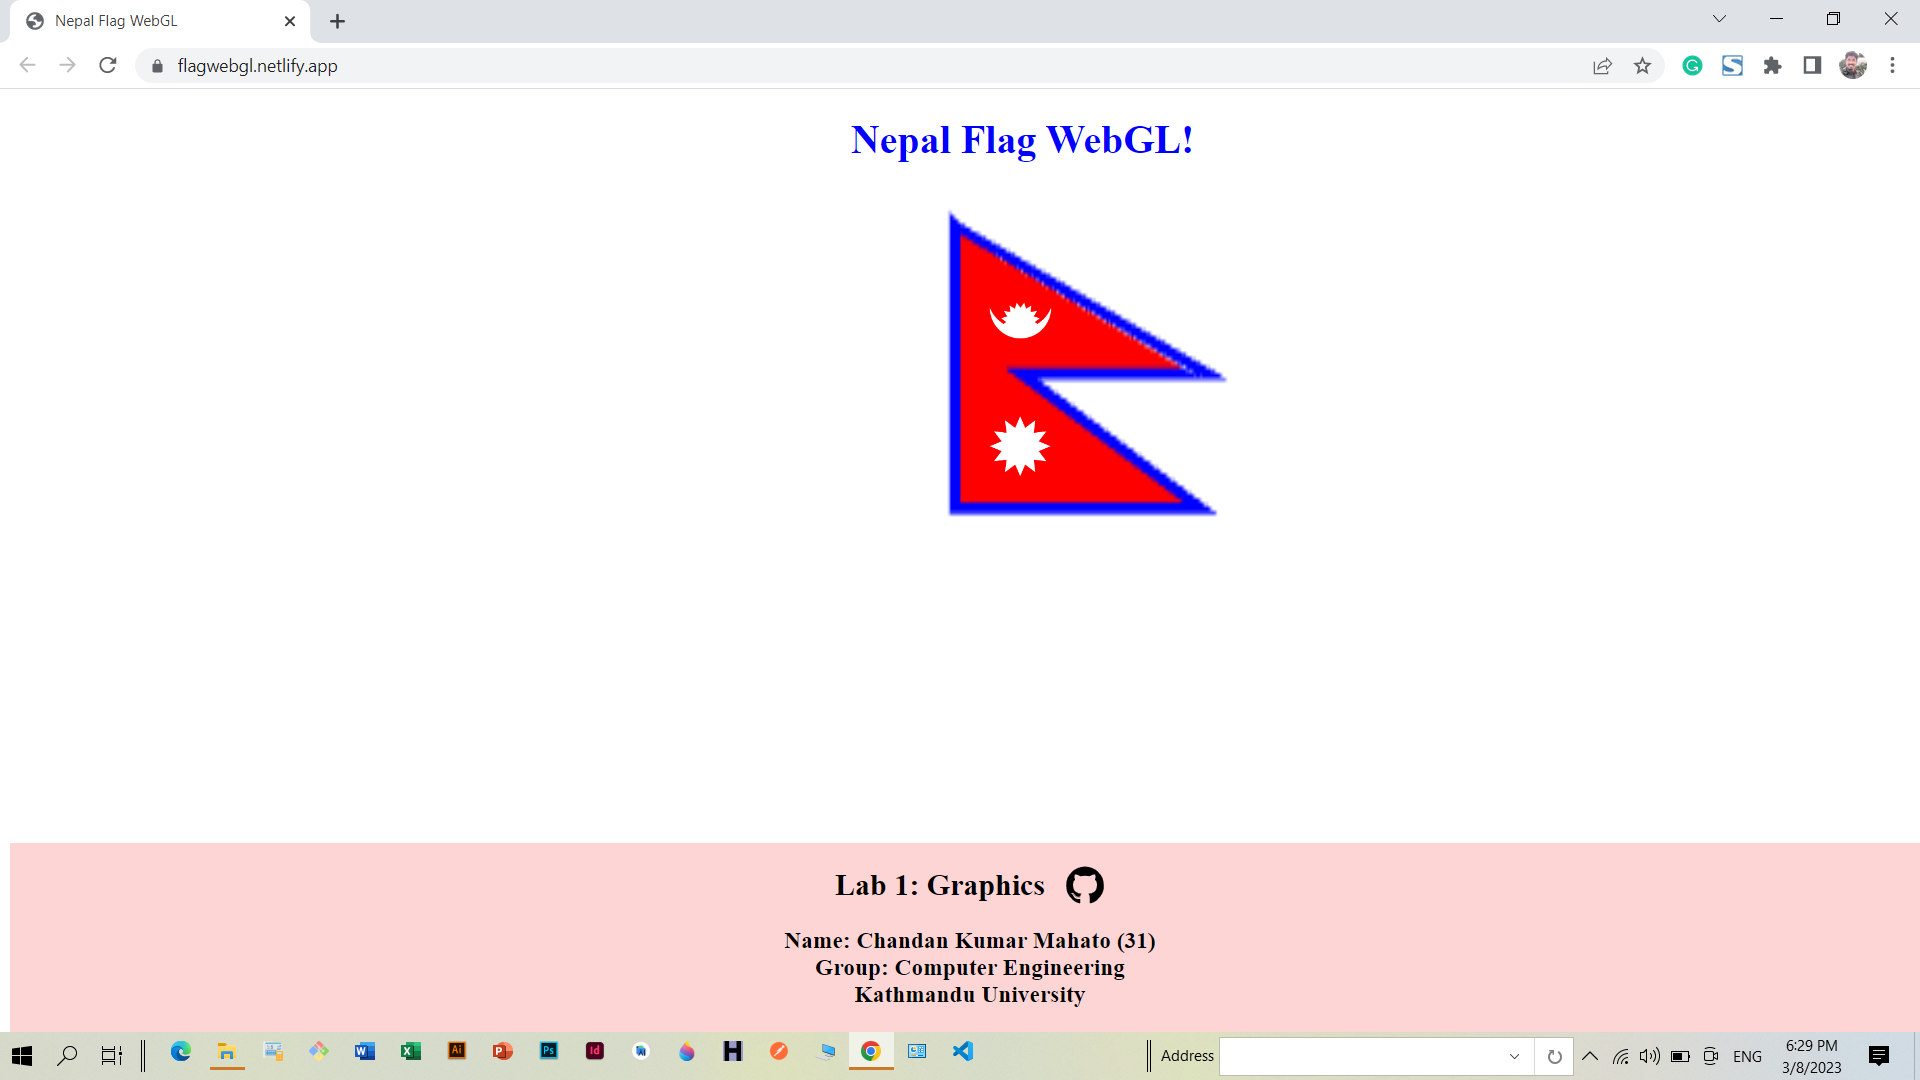 Nepal Flag WebGL
flagwebgl.netlify.app
Nepal Flag WebGL!
Lab 1: Graphics
Name: Chandan Kumar Mahato (31)
Group: Computer Engineering
Kathmandu University
Address
ENG
6:29 PM
3/8/2023